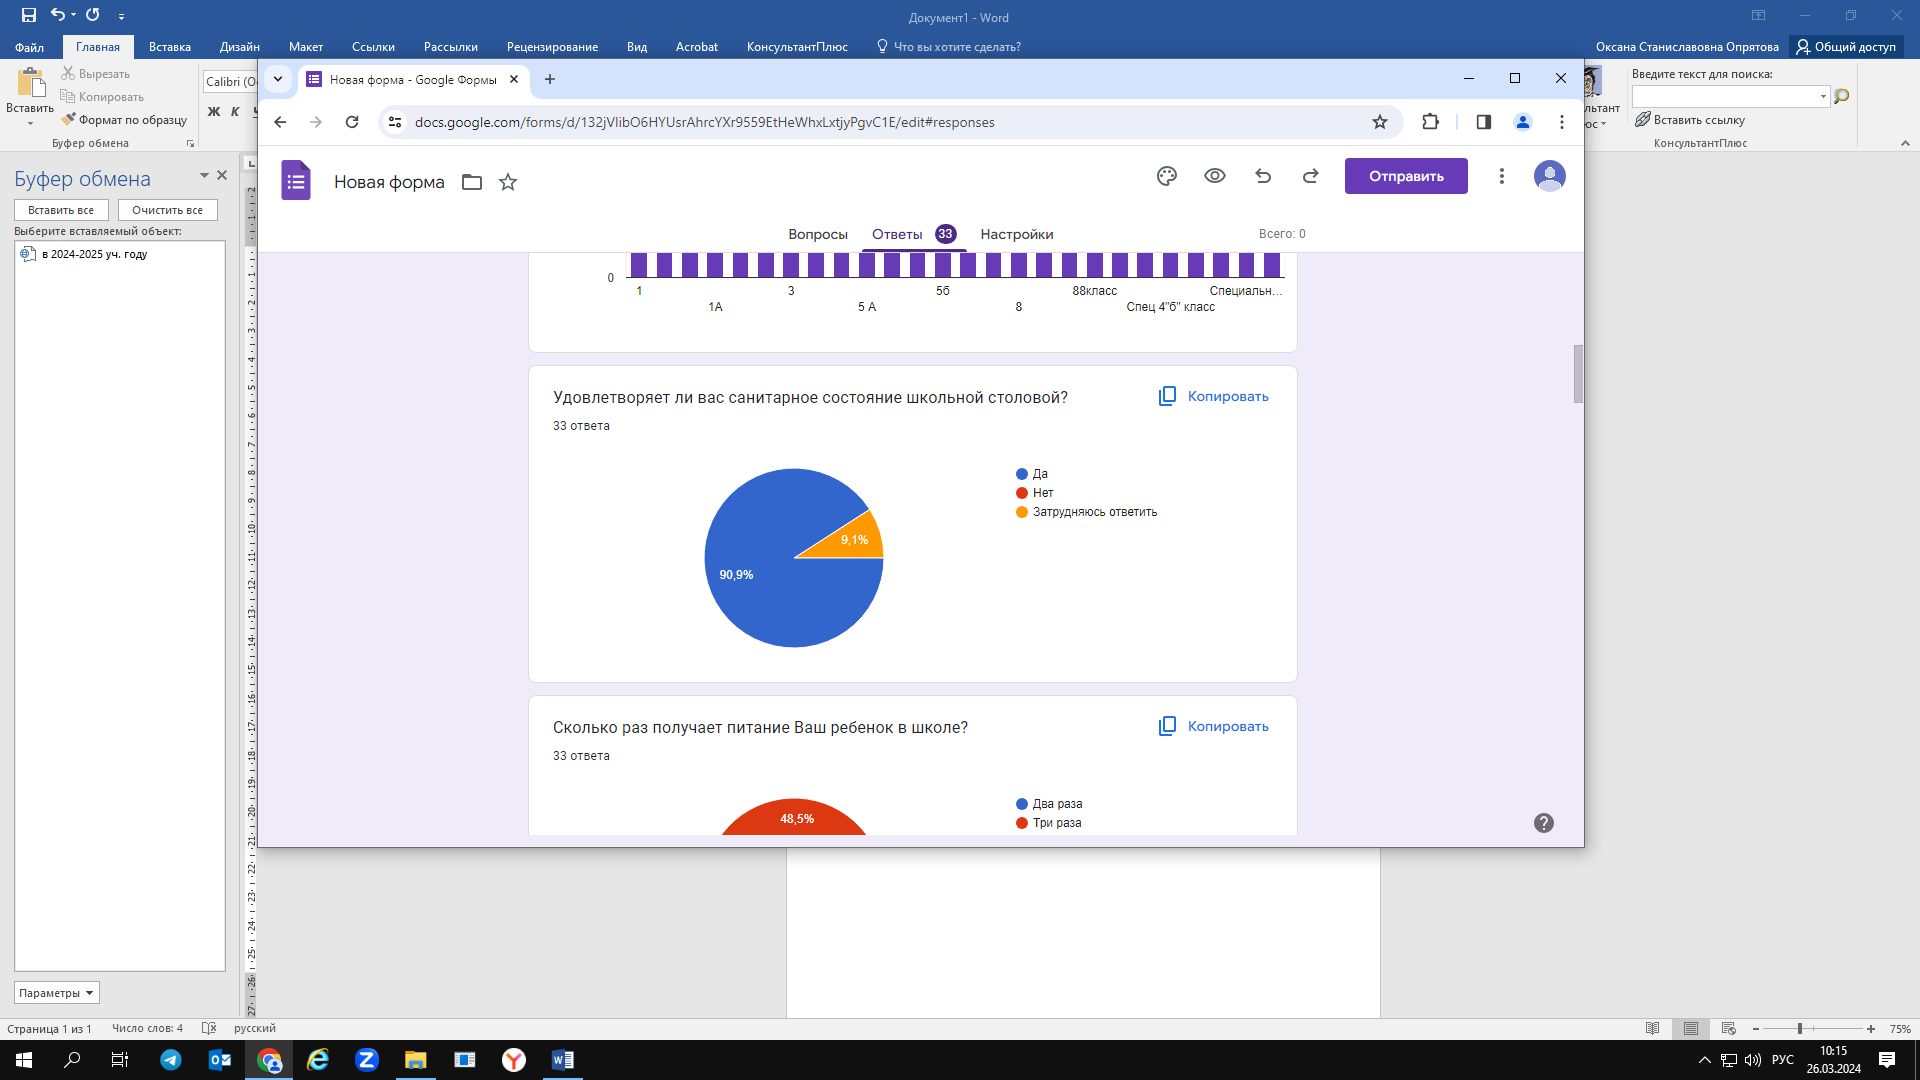 Документ1 - Word
Файл Главная Вставка Дизайн Макет Ссылки Рассылки Рецензирование Вид Acrobat КонсультантПлюс Что вы хотите сделать? Оксана Станиславовна Опрятова Общий доступ
Вставить
Вырезать
Копировать
Формат по образцу
Буфер обмена
Calibri (О
Ж К
Введите текст для поиска:
Вставить ссылку
КонсультантПлюс
Буфер обмена
Вставить все Очистить все
Выберите вставляемый объект:
в 2024-2025 уч. году
Параметры
Новая форма - Google Формы
docs.google.com/forms/d/132jVlibO6HYUsrAhrcYXr9559EtHeWhxLxtjyPgvC1E/edit#responses
Новая форма
Отправить
Вопросы Ответы 33 Настройки Всего: 0
0
1 3 5б 88класс Специальн...
1А 5 А 8 Спец 4"б" класс
Удовлетворяет ли вас санитарное состояние школьной столовой?
Копировать
33 ответа
Да
Нет
Затрудняюсь ответить
9,1%
90,9%
Сколько раз получает питание Ваш ребенок в школе?
Копировать
33 ответа
Два раза
Три раза
48,5%
Страница 1 из 1 Число слов: 4 русский 75%
РУС
10:15
26.03.2024